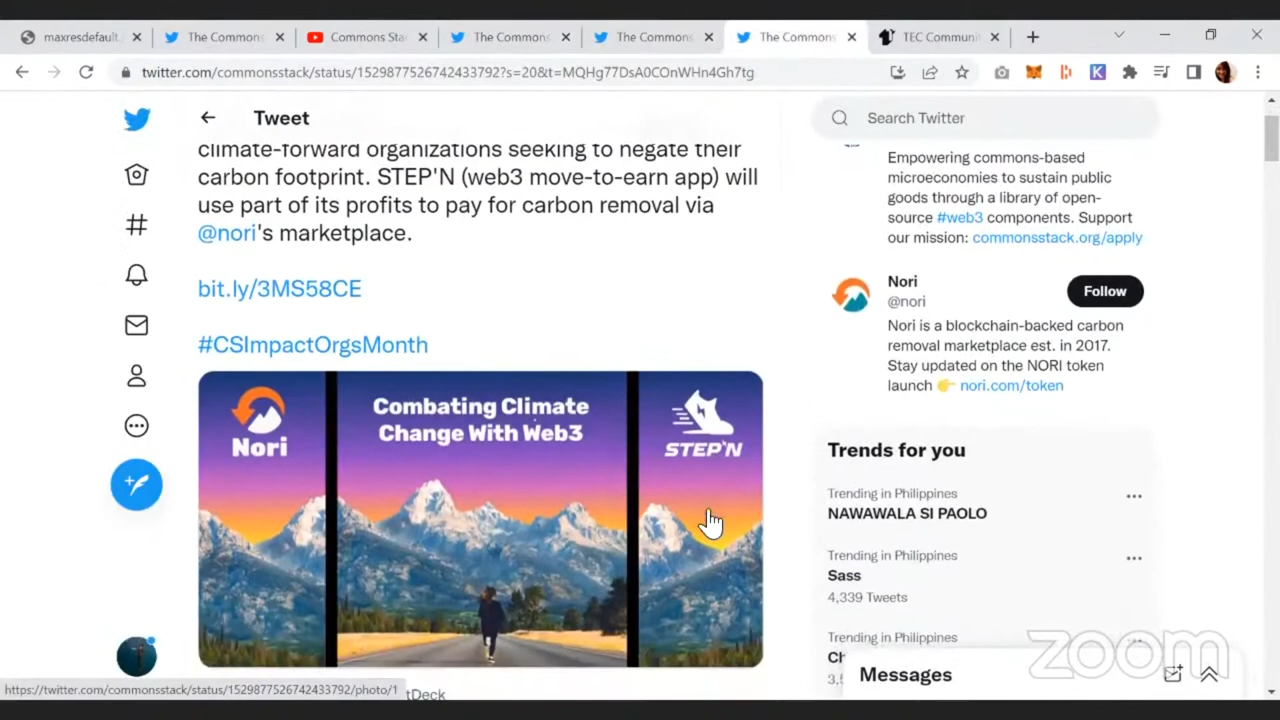 maxresdefault.
The Commons
Commons Sta
The Commons
The Commons
The Commons
TEC Communi
twitter.com/commonsstack/status/1529877526742433792?s=20&t=MQHg77DsA0COnWHn4Gh7tg
Tweet
climate-forward organizations seeking to negate their
carbon footprint. STEP'N (web3 move-to-earn app) will
use part of its profits to pay for carbon removal via
@nori's marketplace.
bit.ly/3MS58CE
#CSImpactOrgsMonth
Nori
Combating Climate
Change With Web3
STEP'N
https://twitter.com/commonsstack/status/1529877526742433792/photo/1
tDeck
Search Twitter
Empowering commons-based
microeconomies to sustain public
goods through a library of open-
source #web3 components. Support
our mission: commonsstack.org/apply
Nori
@nori
Follow
Nori is a blockchain-backed carbon
removal marketplace est. in 2017.
Stay updated on the NORI token
launch 👉 nori.com/token
Trends for you
Trending in Philippines
NAWAWALA SI PAOLO
Trending in Philippines
Sass
4,339 Tweets
Trending in Philippines
Ch
Messages
zoom